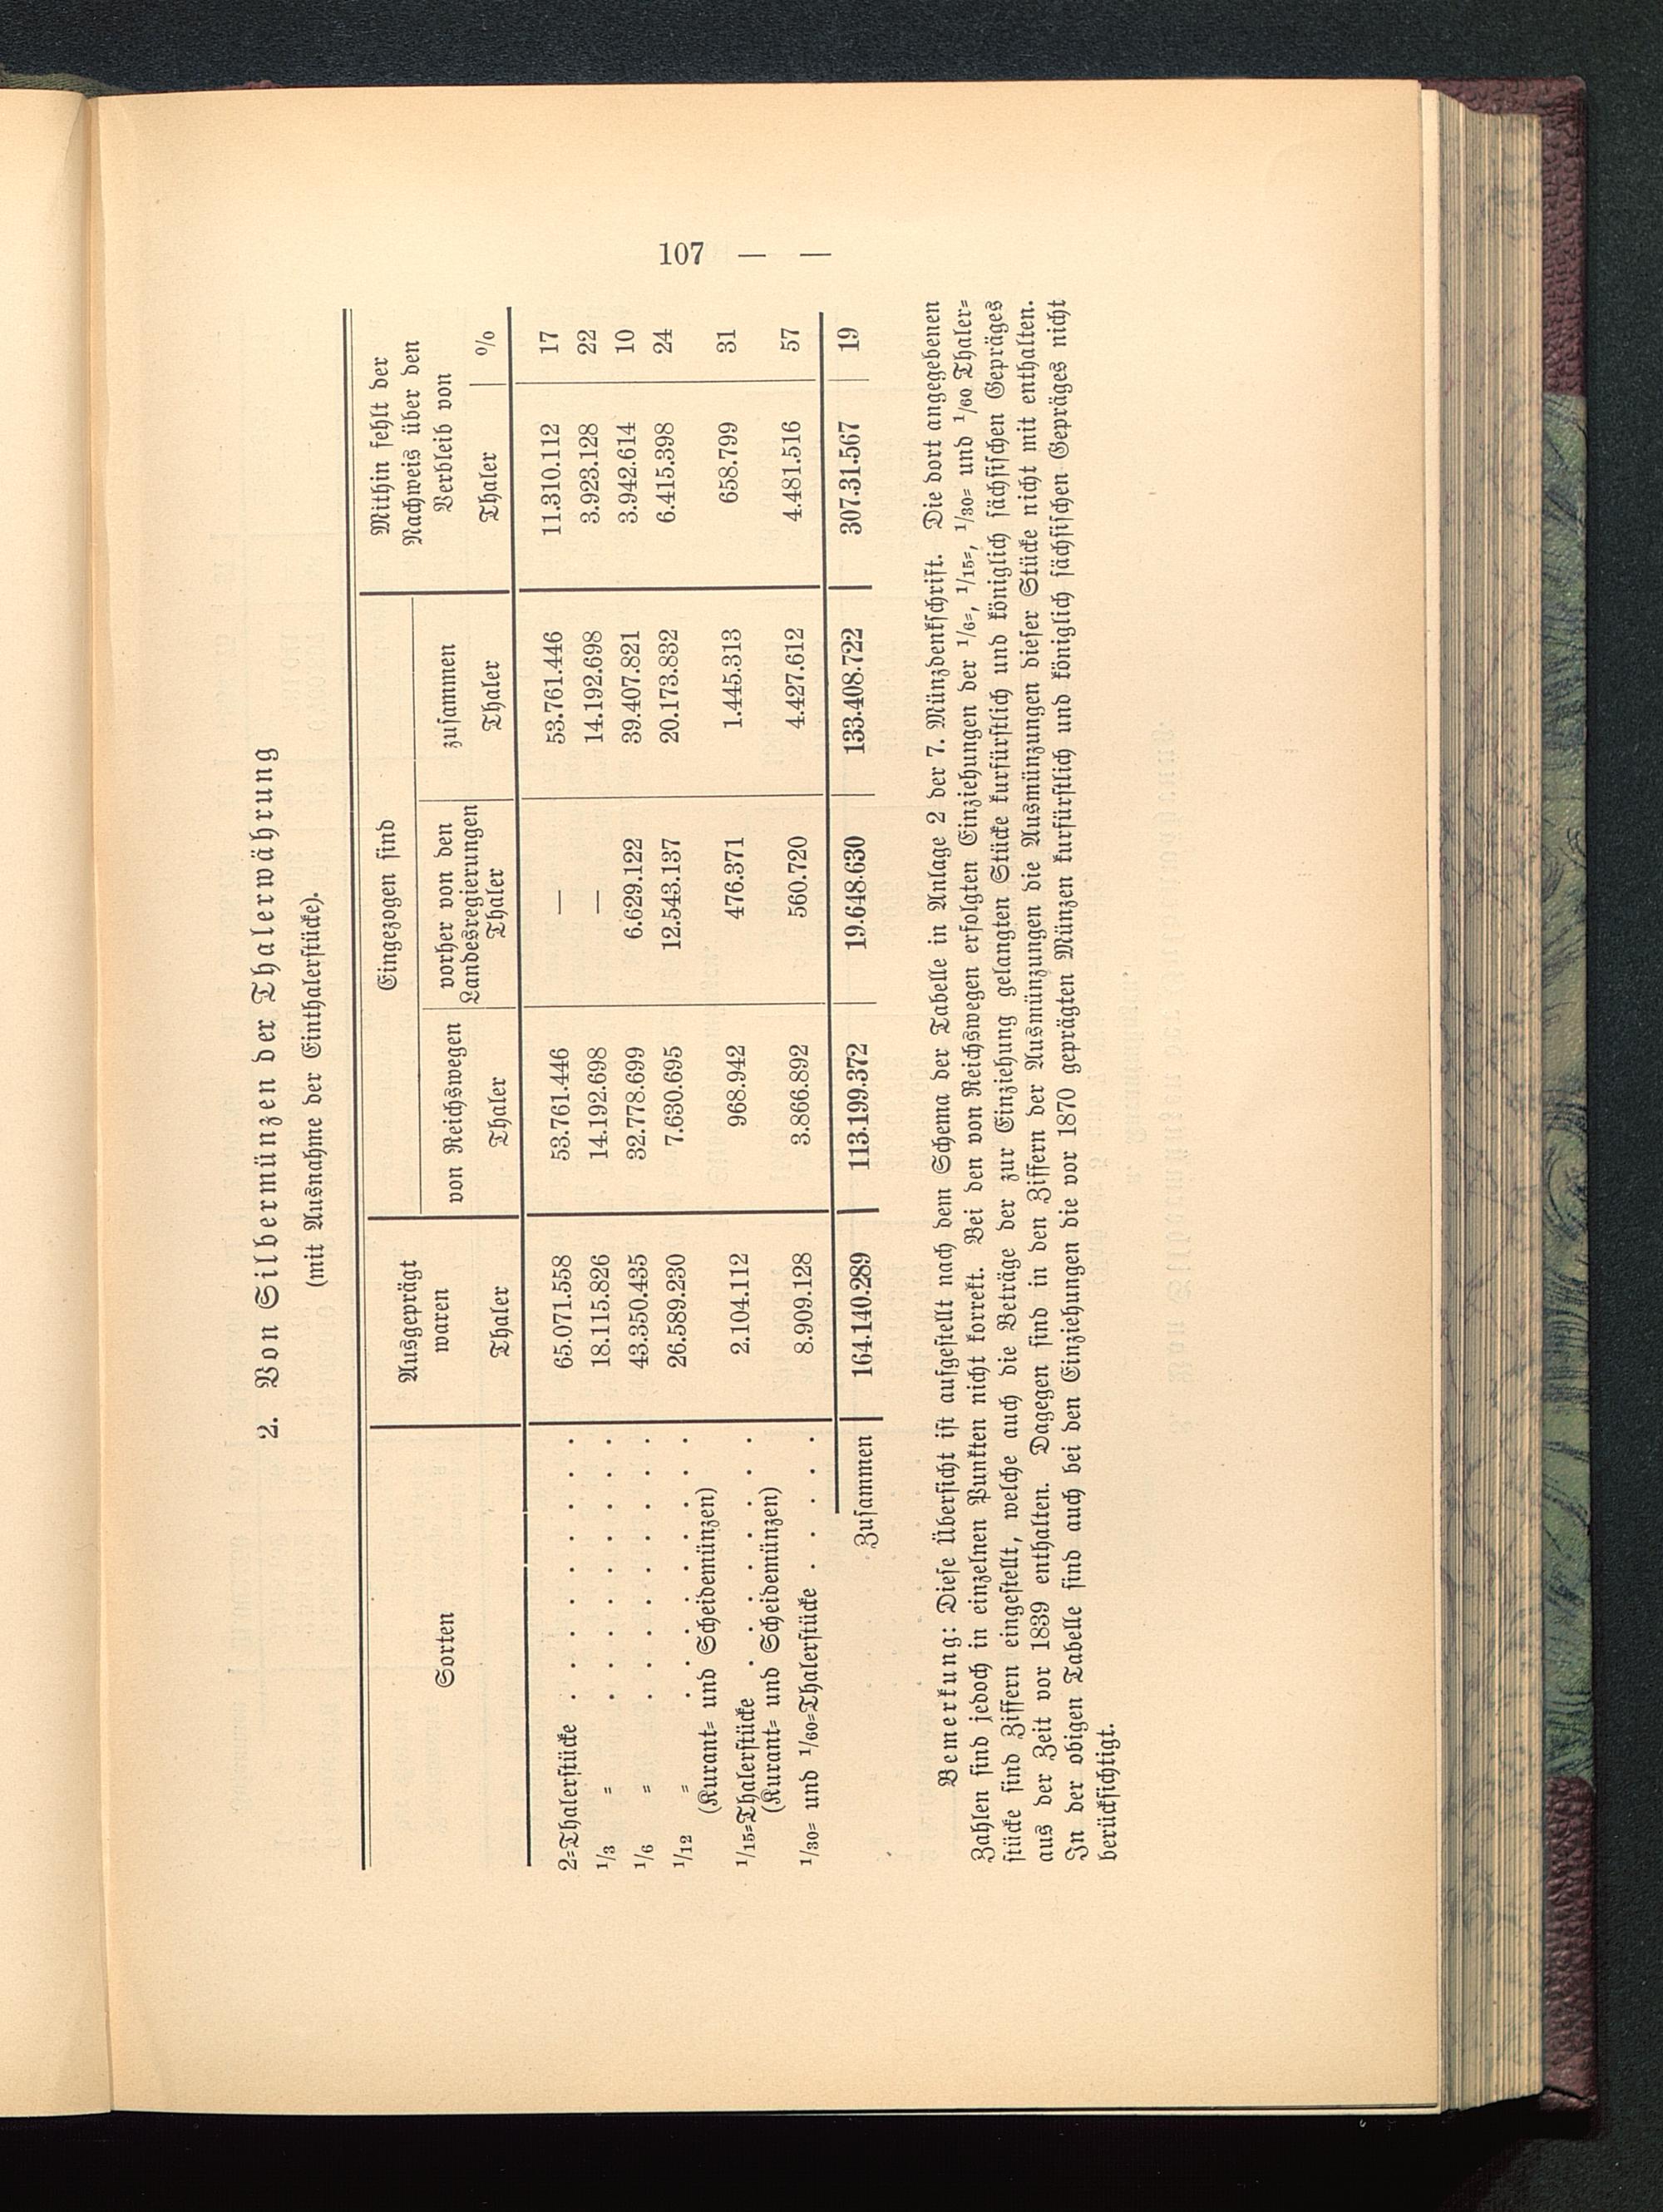 107 — —
2. Von Silbermünzen der Thalerwährung
(mit Ausnahme der Einthalerstücke).
Sorten | Ausgeprägt waren | Eingezogen sind | Mithin fehlt der Nachweis über den Verbleib von
von Reichswegen | vorher von den Landesregierungen | zusammen
Thaler | Thaler | Thaler | Thaler | Thaler | %
2=Thalerstücke . . . . . . . . . | 65.071.558 | 53.761.446 | — | 53.761.446 | 11.310.112 | 17
1/3 = . . . . . . . . . | 18.115.826 | 14.192.698 | — | 14.192.698 | 3.923.128 | 22
1/6 = . . . . . . . . . | 43.350.435 | 32.778.699 | 6.629.122 | 39.407.821 | 3.942.614 | 10
1/12 = . . . . . . . . . | 26.589.230 | 7.630.695 | 12.543.137 | 20.173.832 | 6.415.398 | 24
(Kurant= und Scheidemünzen)
1/15=Thalerstücke . . . . . . . . | 2.104.112 | 968.942 | 476.371 | 1.445.313 | 658.799 | 31
(Kurant= und Scheidemünzen)
1/30= und 1/60=Thalerstücke . . . . . | 8.909.128 | 3.866.892 | 560.720 | 4.427.612 | 4.481.516 | 57
Zusammen | 164.140.289 | 113.199.372 | 19.648.630 | 133.408.722 | 307.31.567 | 19
Bemerkung: Diese Übersicht ist aufgestellt nach dem Schema der Tabelle in Anlage 2 der 7. Münzdenkschrift. Die dort angegebenen
Zahlen sind jedoch in einzelnen Punkten nicht korrekt. Bei den von Reichswegen erfolgten Einziehungen der 1/6=, 1/15=, 1/30= und 1/60 Thaler=
stücke sind Ziffern eingestellt, welche auch die Beträge der zur Einziehung gelangten Stücke kurfürstlich und königlich sächsischen Gepräges
aus der Zeit vor 1839 enthalten. Dagegen sind in den Ziffern der Ausmünzungen die Ausmünzungen dieser Stücke nicht mit enthalten.
In der obigen Tabelle sind auch bei den Einziehungen die vor 1870 geprägten Münzen kurfürstlich und königlich sächsischen Gepräges nicht
berücksichtigt.